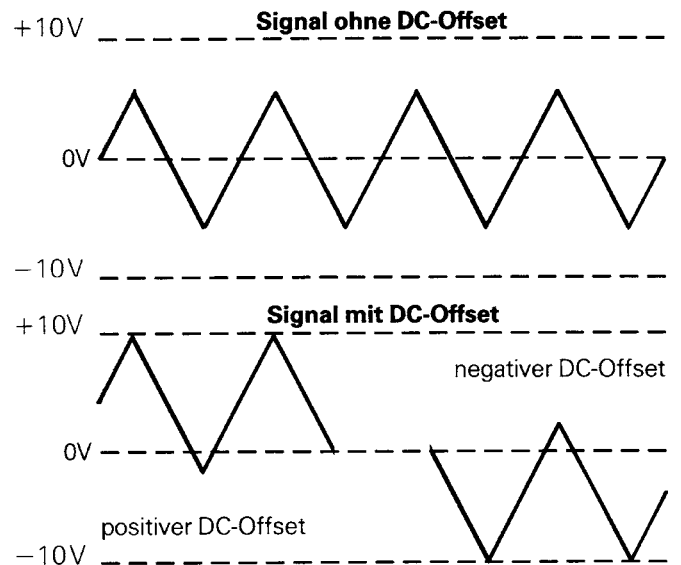 Signal ohne DC-Offset
+10V
0V
−10V
Signal mit DC-Offset
+10V
negativer DC-Offset
0V
positiver DC-Offset
−10V